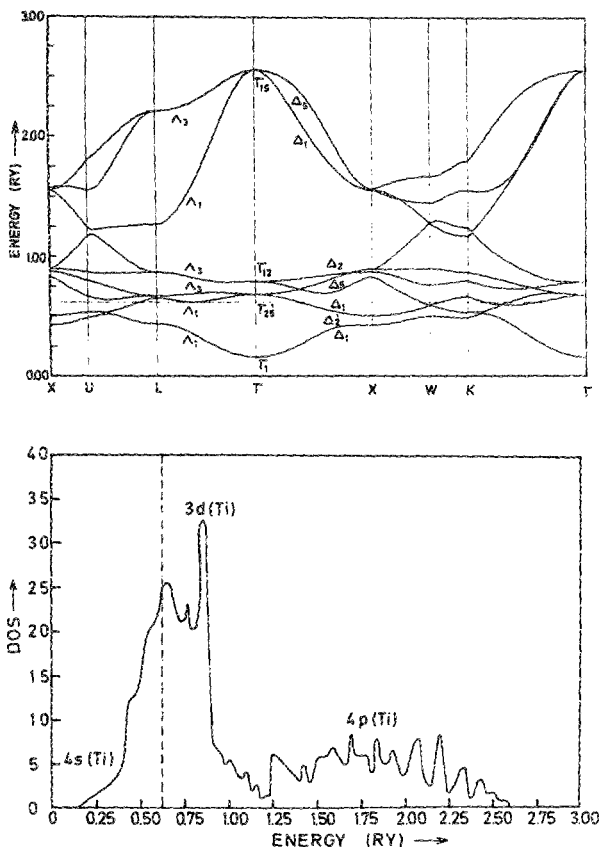 3.00
2.00
1.00
0.00
ENERGY (RY) →
Λ3
Λ1
Λ3
Λ3
Λ1
Λ1
Γ15
Γ12
Γ25'
Γ1
Δ5
Δ1
Δ2
Δ5
Δ1
Δ2'
Δ1
X U L Γ X W K Γ
40
35
30
25
20
15
10
5
0
DOS →
4s (Ti)
3d (Ti)
4p (Ti)
0.25 0.50 0.75 1.00 1.25 1.50 1.75 2.00 2.25 2.50 2.75 3.00
ENERGY (RY) →